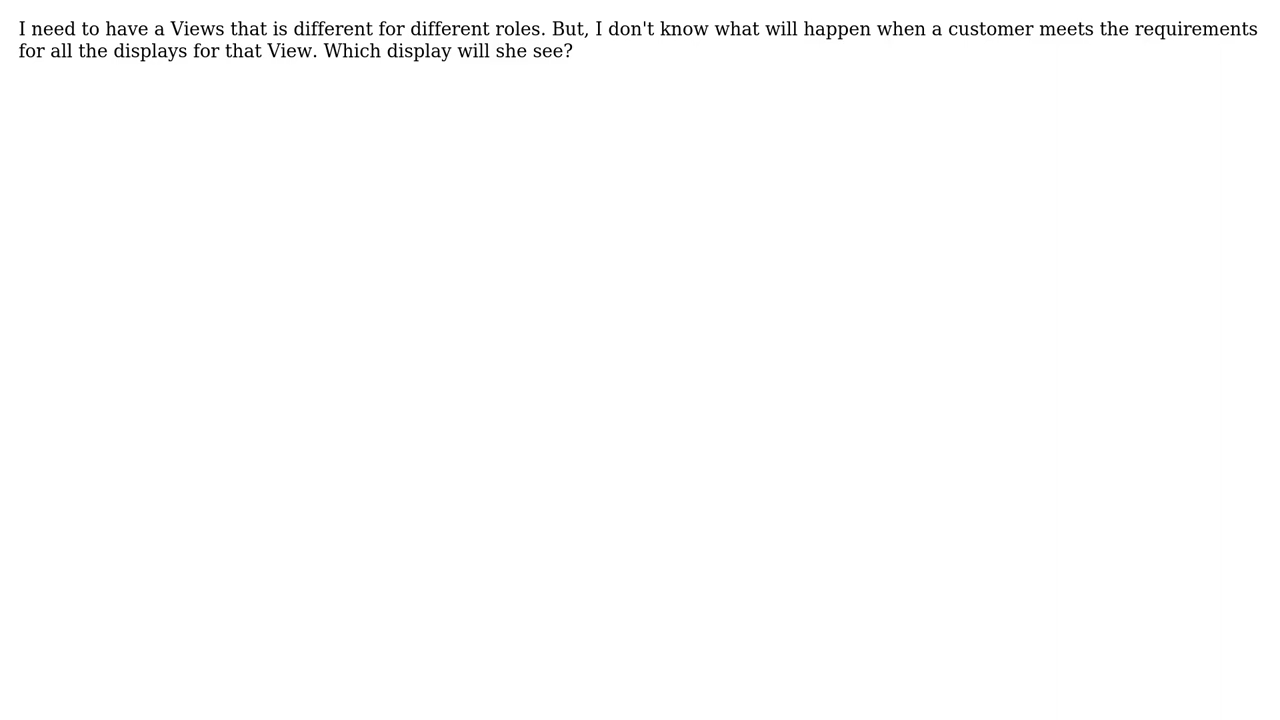 I need to have a Views that is different for different roles. But, I don't know what will happen when a customer meets the requirements
for all the displays for that View. Which display will she see?